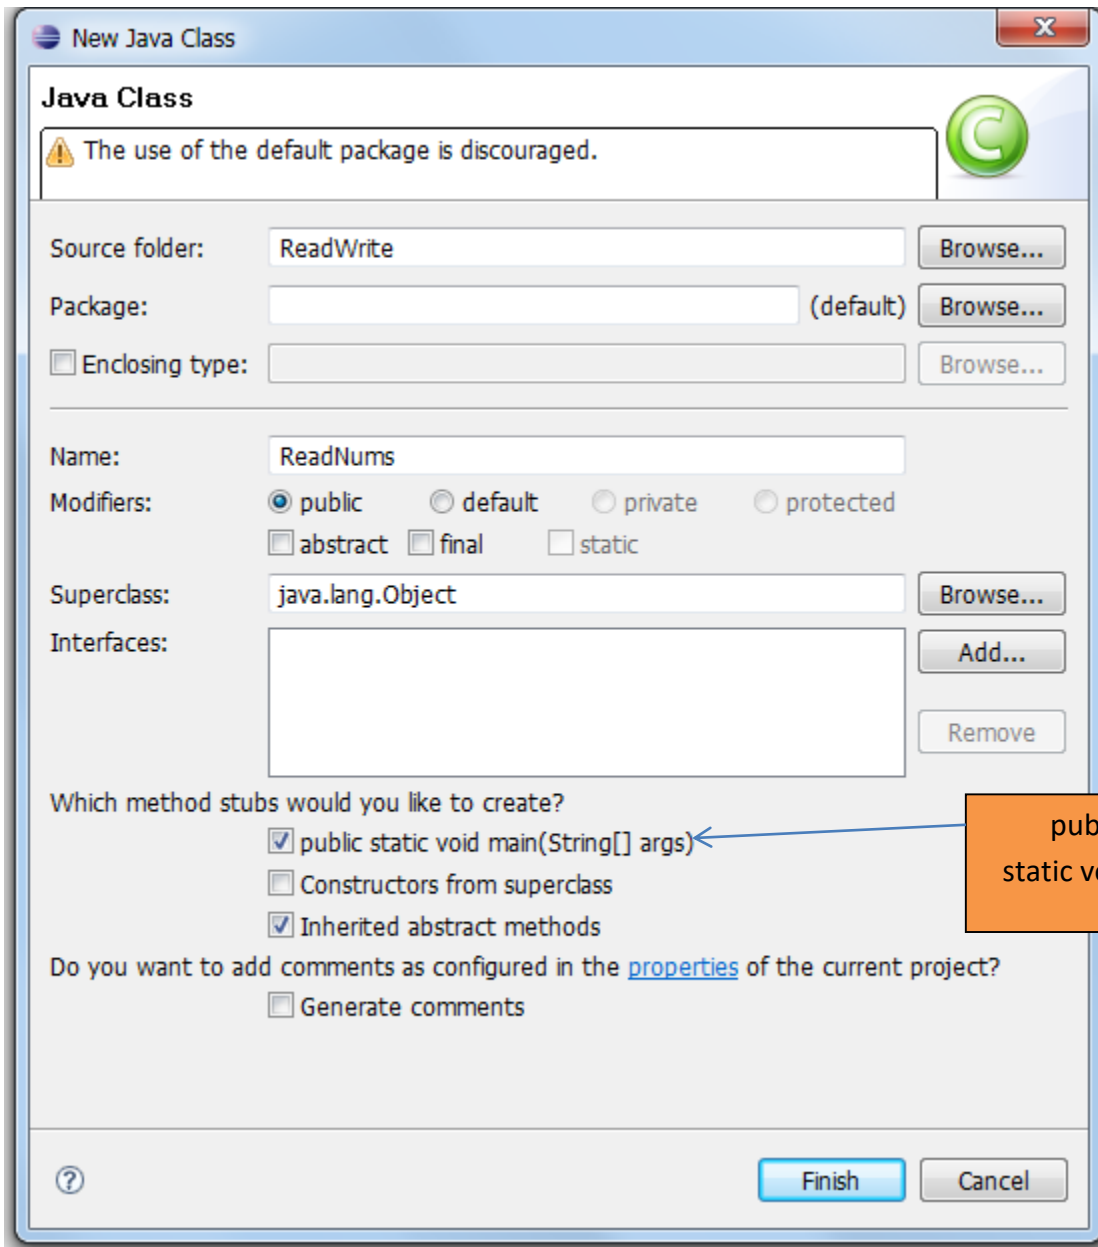 New Java Class
Java Class
The use of the default package is discouraged.
Source folder: ReadWrite Browse...
Package: (default) Browse...
Enclosing type: Browse...
Name: ReadNums
Modifiers: public default private protected
abstract final static
Superclass: java.lang.Object Browse...
Interfaces: Add...
Remove
Which method stubs would you like to create?
public static void main(String[] args)
pub
Constructors from superclass
static v
Inherited abstract methods
Do you want to add comments as configured in the properties of the current project?
Generate comments
Finish Cancel